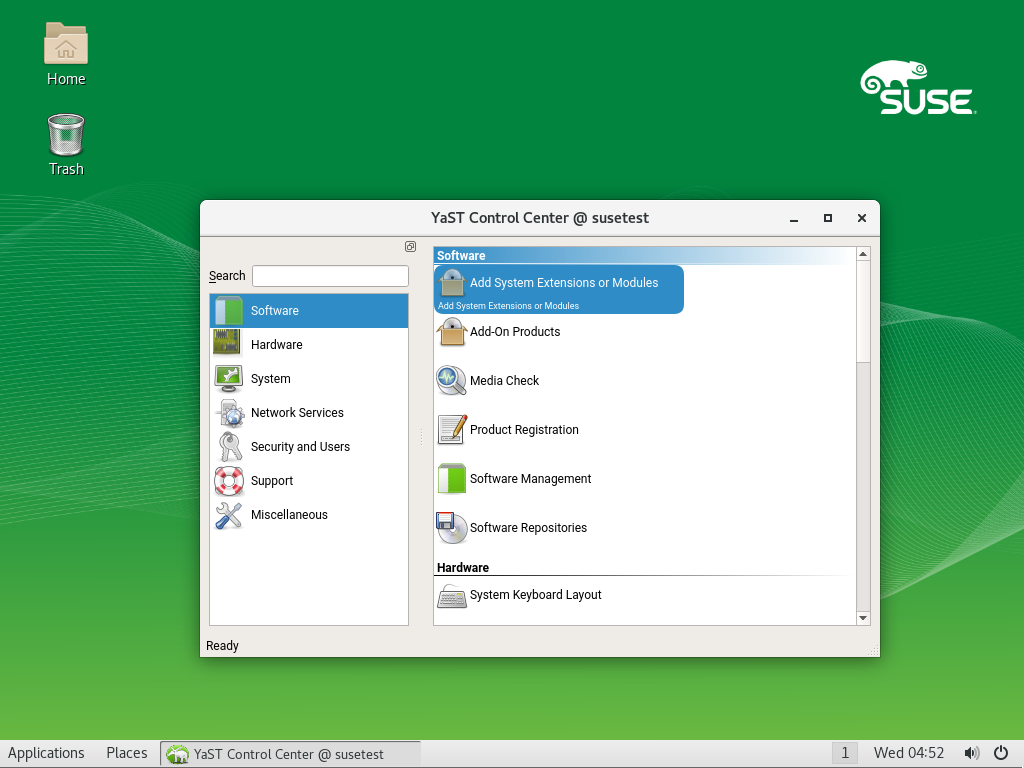 Home
Trash
SUSE
YaST Control Center @ susetest
Search
Software
Hardware
System
Network Services
Security and Users
Support
Miscellaneous
Software
Add System Extensions or Modules
Add System Extensions or Modules
Add-On Products
Media Check
Product Registration
Software Management
Software Repositories
Hardware
System Keyboard Layout
Ready
Applications Places YaST Control Center @ susetest 1 Wed 04:52